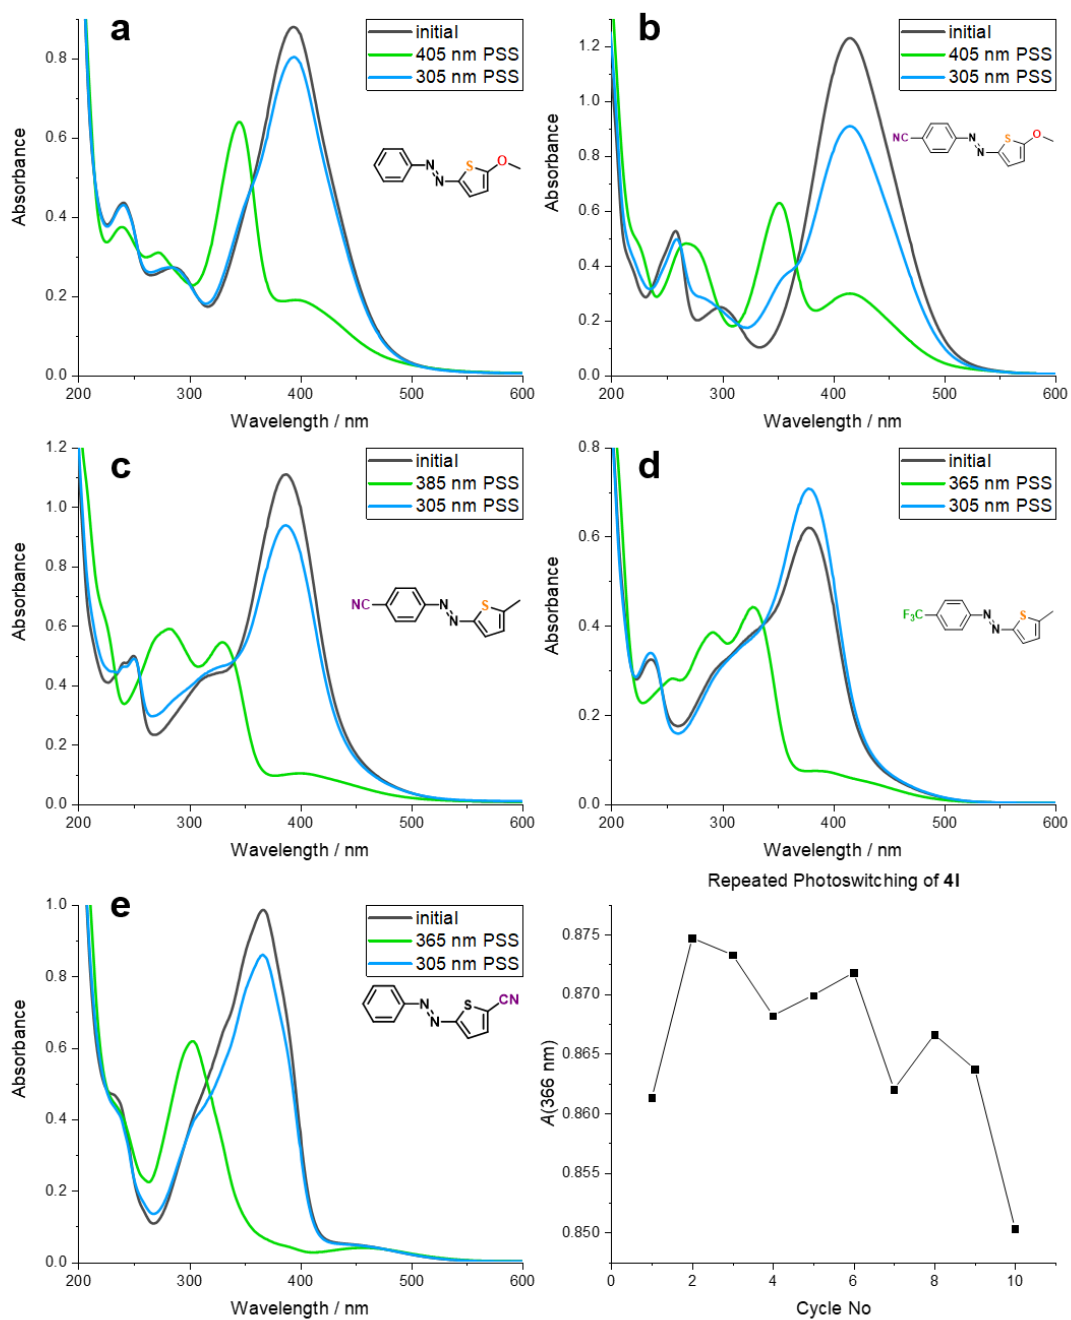 a
initial
405 nm PSS
305 nm PSS
0.8
0.6
0.4
0.2
0.0
Absorbance
N
N
S
O
200 300 400 500 600
Wavelength / nm
b
initial
405 nm PSS
305 nm PSS
1.2
1.0
0.8
0.6
0.4
0.2
0.0
Absorbance
NC
N
N
S
O
200 300 400 500 600
Wavelength / nm
c
initial
385 nm PSS
305 nm PSS
1.2
1.0
0.8
0.6
0.4
0.2
0.0
Absorbance
NC
N
N
S
200 300 400 500 600
Wavelength / nm
d
initial
365 nm PSS
305 nm PSS
0.8
0.6
0.4
0.2
0.0
Absorbance
F3C
N
N
S
200 300 400 500 600
Wavelength / nm
e
initial
365 nm PSS
305 nm PSS
1.0
0.8
0.6
0.4
0.2
0.0
Absorbance
N
N
S
CN
200 300 400 500 600
Wavelength / nm
Repeated Photoswitching of 4l
0.875
0.870
0.865
0.860
0.855
0.850
A(366 nm)
0 2 4 6 8 10
Cycle No